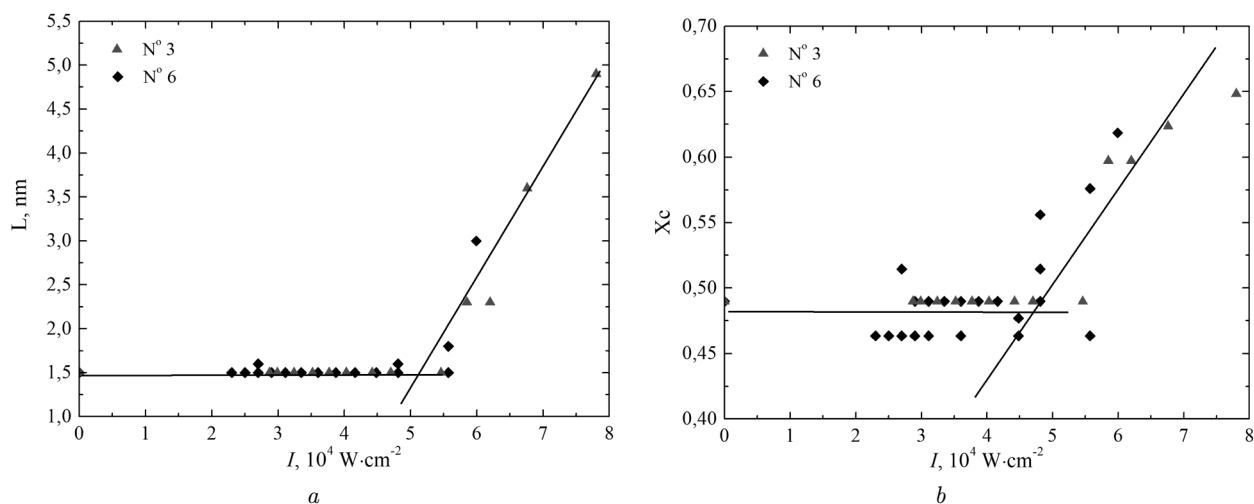 5,5
5,0
4,5
4,0
3,5
3,0
2,5
2,0
1,5
1,0
L, nm
N° 3
N° 6
0 1 2 3 4 5 6 7 8
I, 10⁴ W·cm⁻²
a
0,70
0,65
0,60
0,55
0,50
0,45
0,40
Xc
N° 3
N° 6
0 1 2 3 4 5 6 7 8
I, 10⁴ W·cm⁻²
b